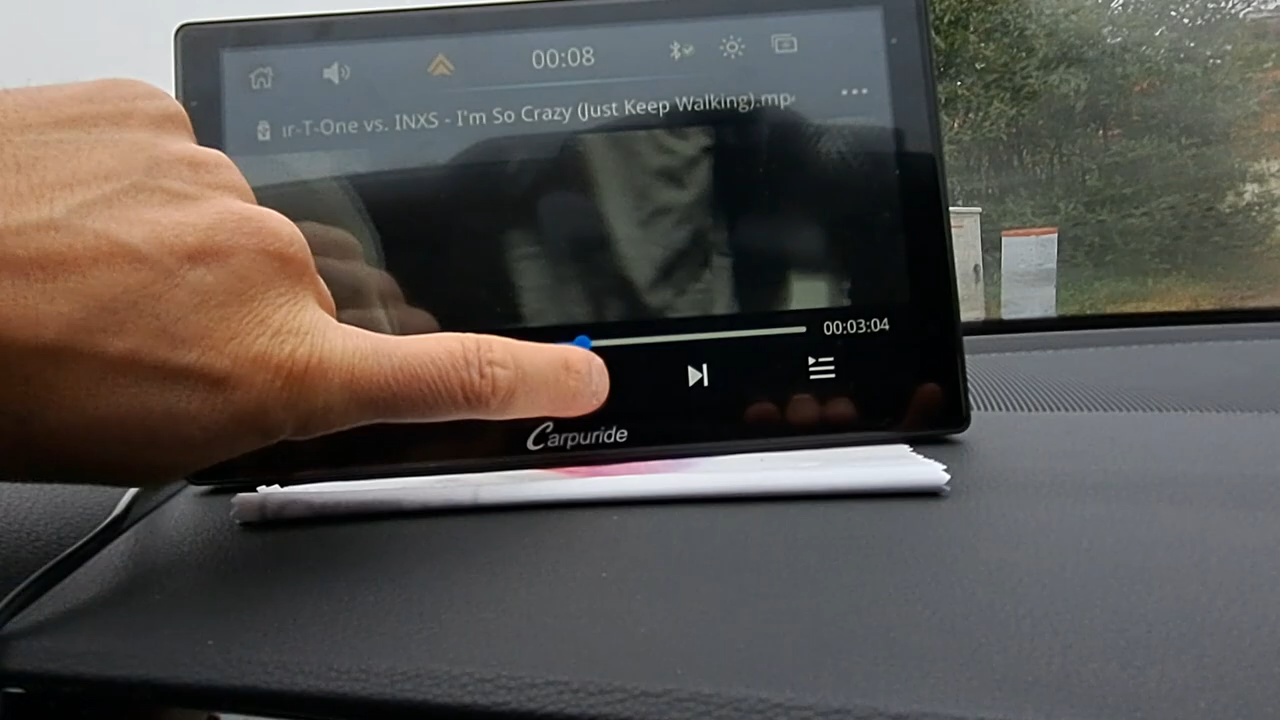 00:08
ır-T-One vs. INXS - I'm So Crazy (Just Keep Walking).mp
00:03:04
Carpuride